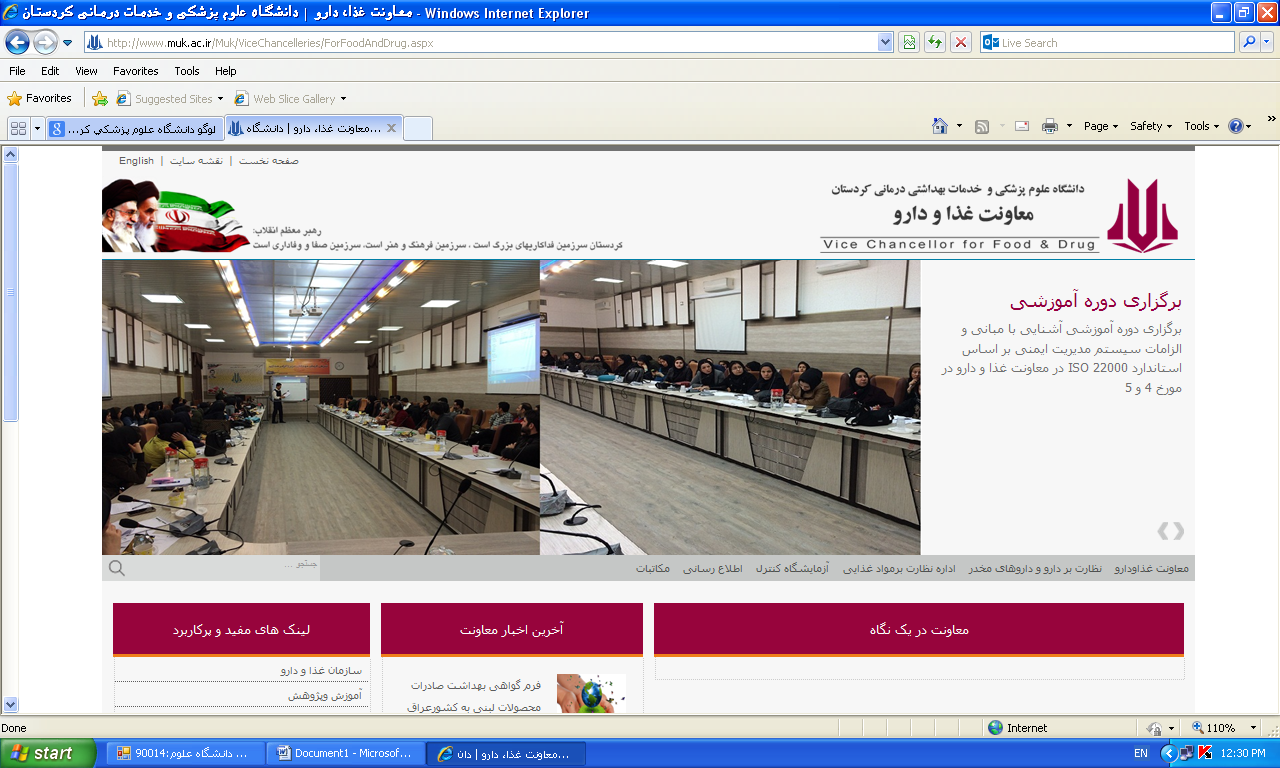 معاونت غذا، دارو | دانشگاه علوم پزشکی و خدمات درمانی کردستان - Windows Internet Explorer
http://www.muk.ac.ir/Muk/ViceChancelleries/ForFoodAndDrug.aspx
Live Search
File Edit View Favorites Tools Help
Favorites Suggested Sites Web Slice Gallery
لوگو دانشگاه علوم پزشکی کر...
معاونت غذا، دارو | دانشگاه...
Page Safety Tools
صفحه نخست | نقشه سایت | English
دانشگاه علوم پزشکی و خدمات بهداشتی درمانی کردستان
معاونت غذا و دارو
Vice Chancellor for Food & Drug
رهبر معظم انقلاب:
کردستان سرزمین فداکاریهای بزرگ است ، سرزمین فرهنگ و هنر است، سرزمین صفا و وفاداری است
برگزاری دوره آموزشی
برگزاری دوره آموزشی آشنایی با مبانی و
الزامات سیستم مدیریت ایمنی بر اساس
استاندارد ISO 22000 در معاونت غذا و دارو در
مورخ 4 و 5
معاونت غذاودارو نظارت بر دارو و داروهای مخدر اداره نظارت برمواد غذایی آزمایشگاه کنترل اطلاع رسانی مکاتبات
جستجو ...
معاونت در یک نگاه
آخرین اخبار معاونت
فرم گواهی بهداشت صادرات
محصولات لبنی به کشورعراق
لینک های مفید و پرکاربرد
سازمان غذا و دارو
آموزش وپژوهش
Done
Internet
110%
start
90014: دانشگاه علوم ...
Document1 - Microsof...
معاونت غذا، دارو | دان...
EN
12:30 PM